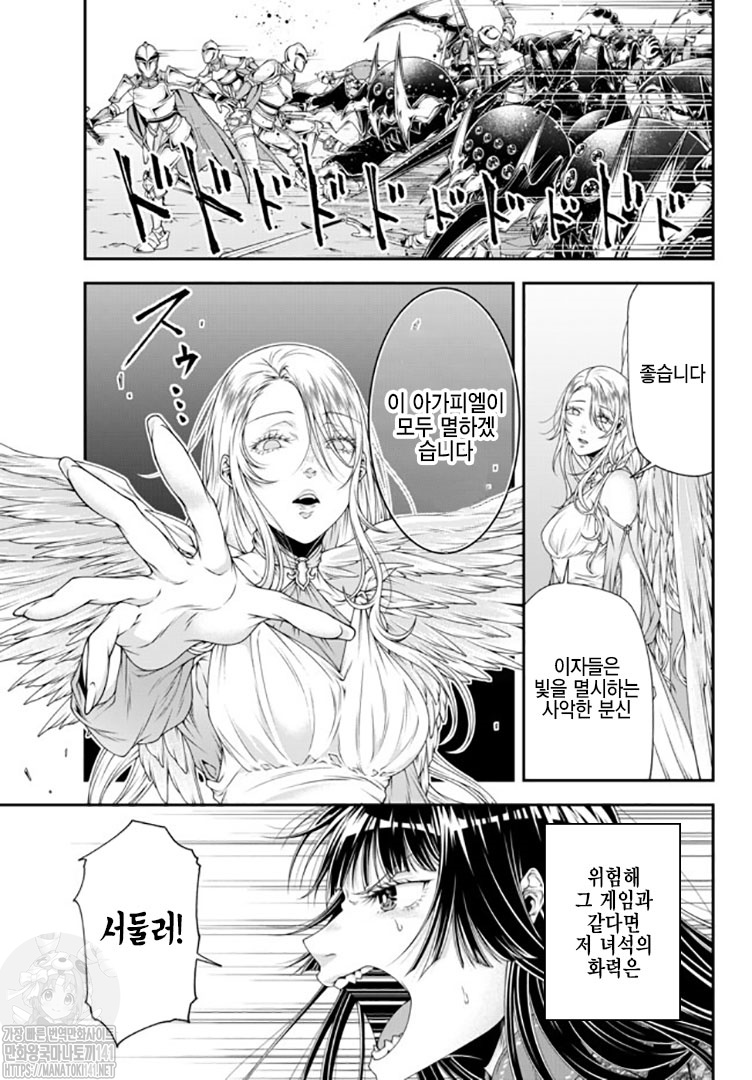 ドドドドドドドド
좋습니다
이자들은
빛을 멸시하는
사악한 분신
이 아가피엘이
모두 멸하겠
습니다
スゥ…
위험해
그 게임과
같다면
저 녀석의
화력은
서둘러!
가장 빠른 번역만화사이트
만화왕국마나토끼141
HTTPS://MANATOKI141.NET